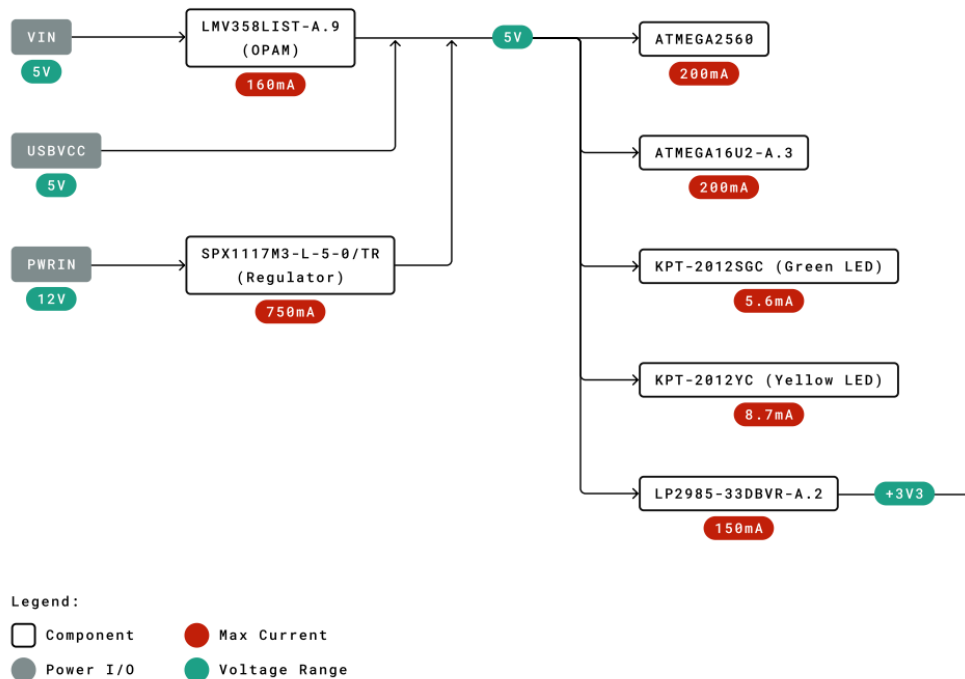 VIN
5V
LMV358LIST-A.9
(OPAM)
160mA
5V
ATMEGA2560
200mA
USBVCC
5V
ATMEGA16U2-A.3
200mA
PWRIN
12V
SPX1117M3-L-5-0/TR
(Regulator)
750mA
KPT-2012SGC (Green LED)
5.6mA
KPT-2012YC (Yellow LED)
8.7mA
LP2985-33DBVR-A.2
150mA
+3V3
Legend:
Component
Max Current
Power I/O
Voltage Range